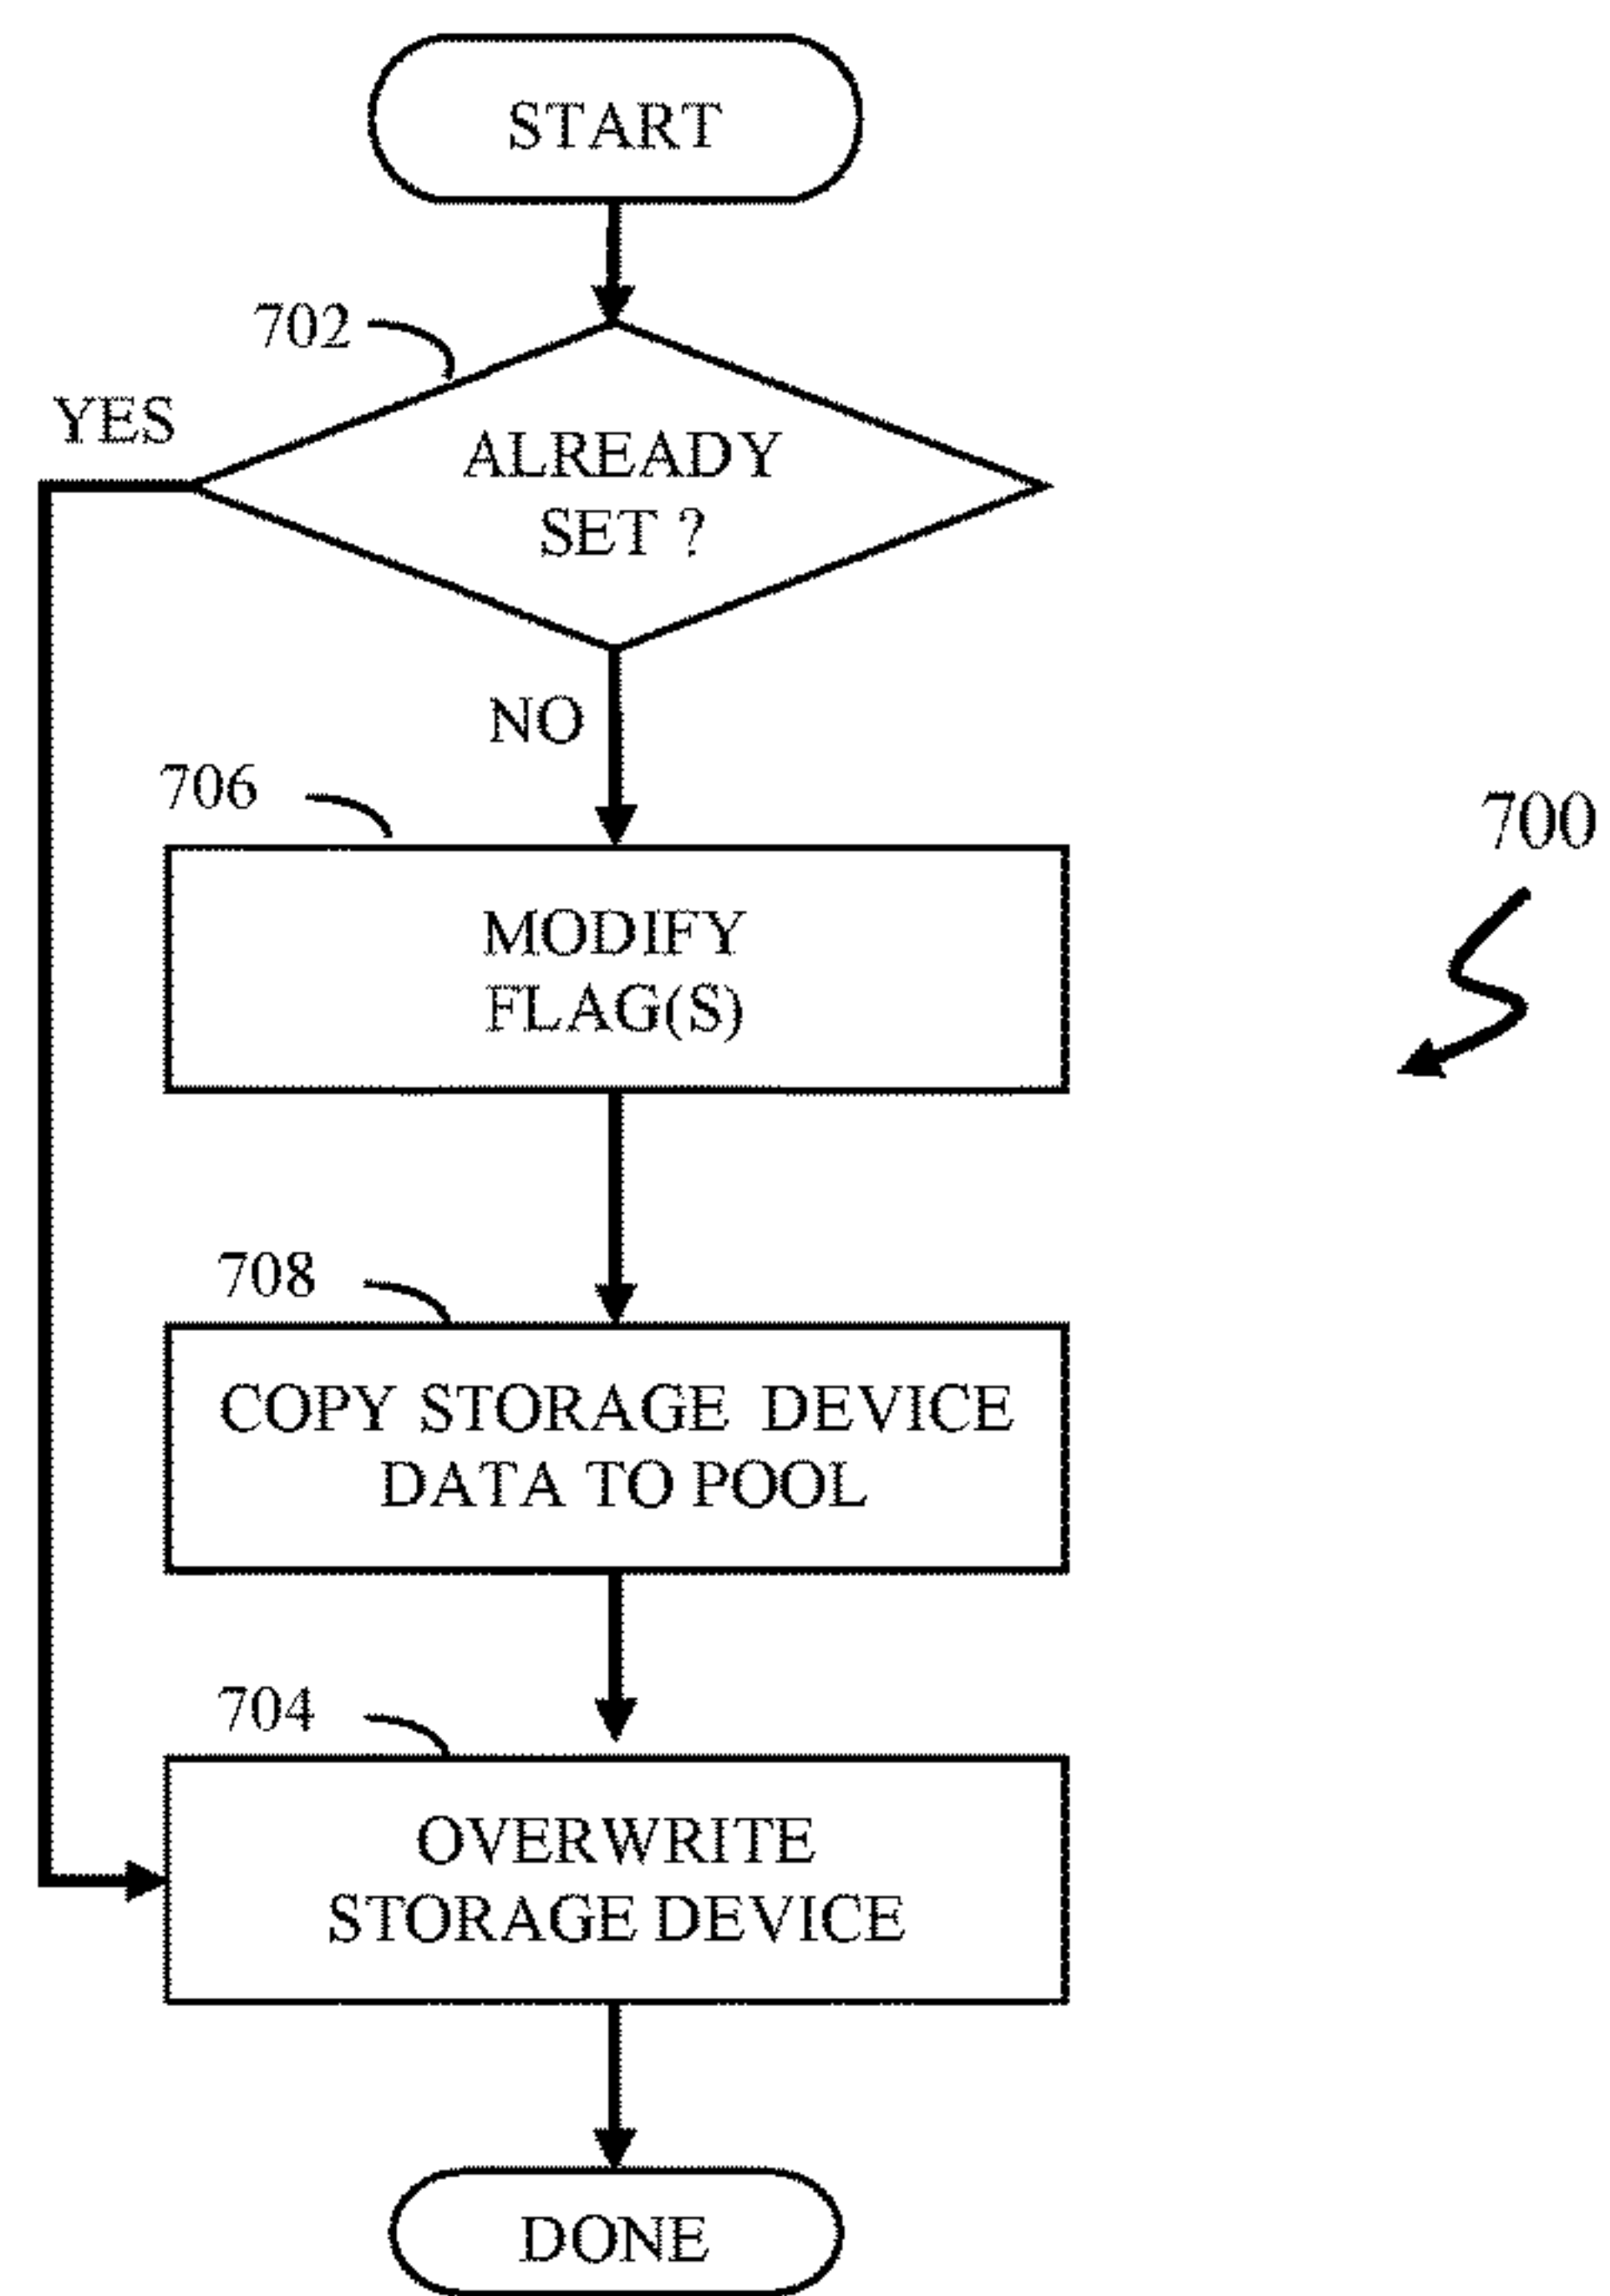 START
702
YES
ALREADY
SET ?
NO
706
700
MODIFY
FLAG(S)
708
COPY STORAGE DEVICE
DATA TO POOL
704
OVERWRITE
STORAGE DEVICE
DONE